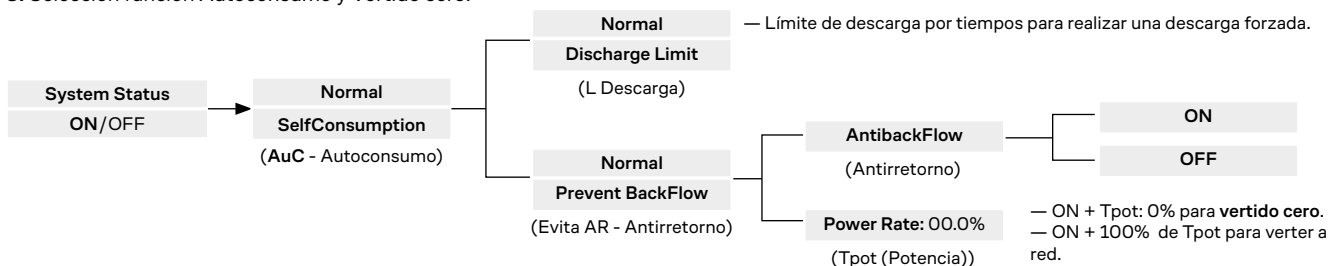 Normal
— Límite de descarga por tiempos para realizar una descarga forzada.
Discharge Limit
(L Descarga)
System Status
ON/OFF
Normal
SelfConsumption
(AuC - Autoconsumo)
Normal
Prevent BackFlow
(Evita AR - Antirretorno)
AntibackFlow
(Antirretorno)
ON
OFF
Power Rate: 00.0%
(Tpot (Potencia))
— ON + Tpot: 0% para vertido cero.
— ON + 100% de Tpot para verter a
red.